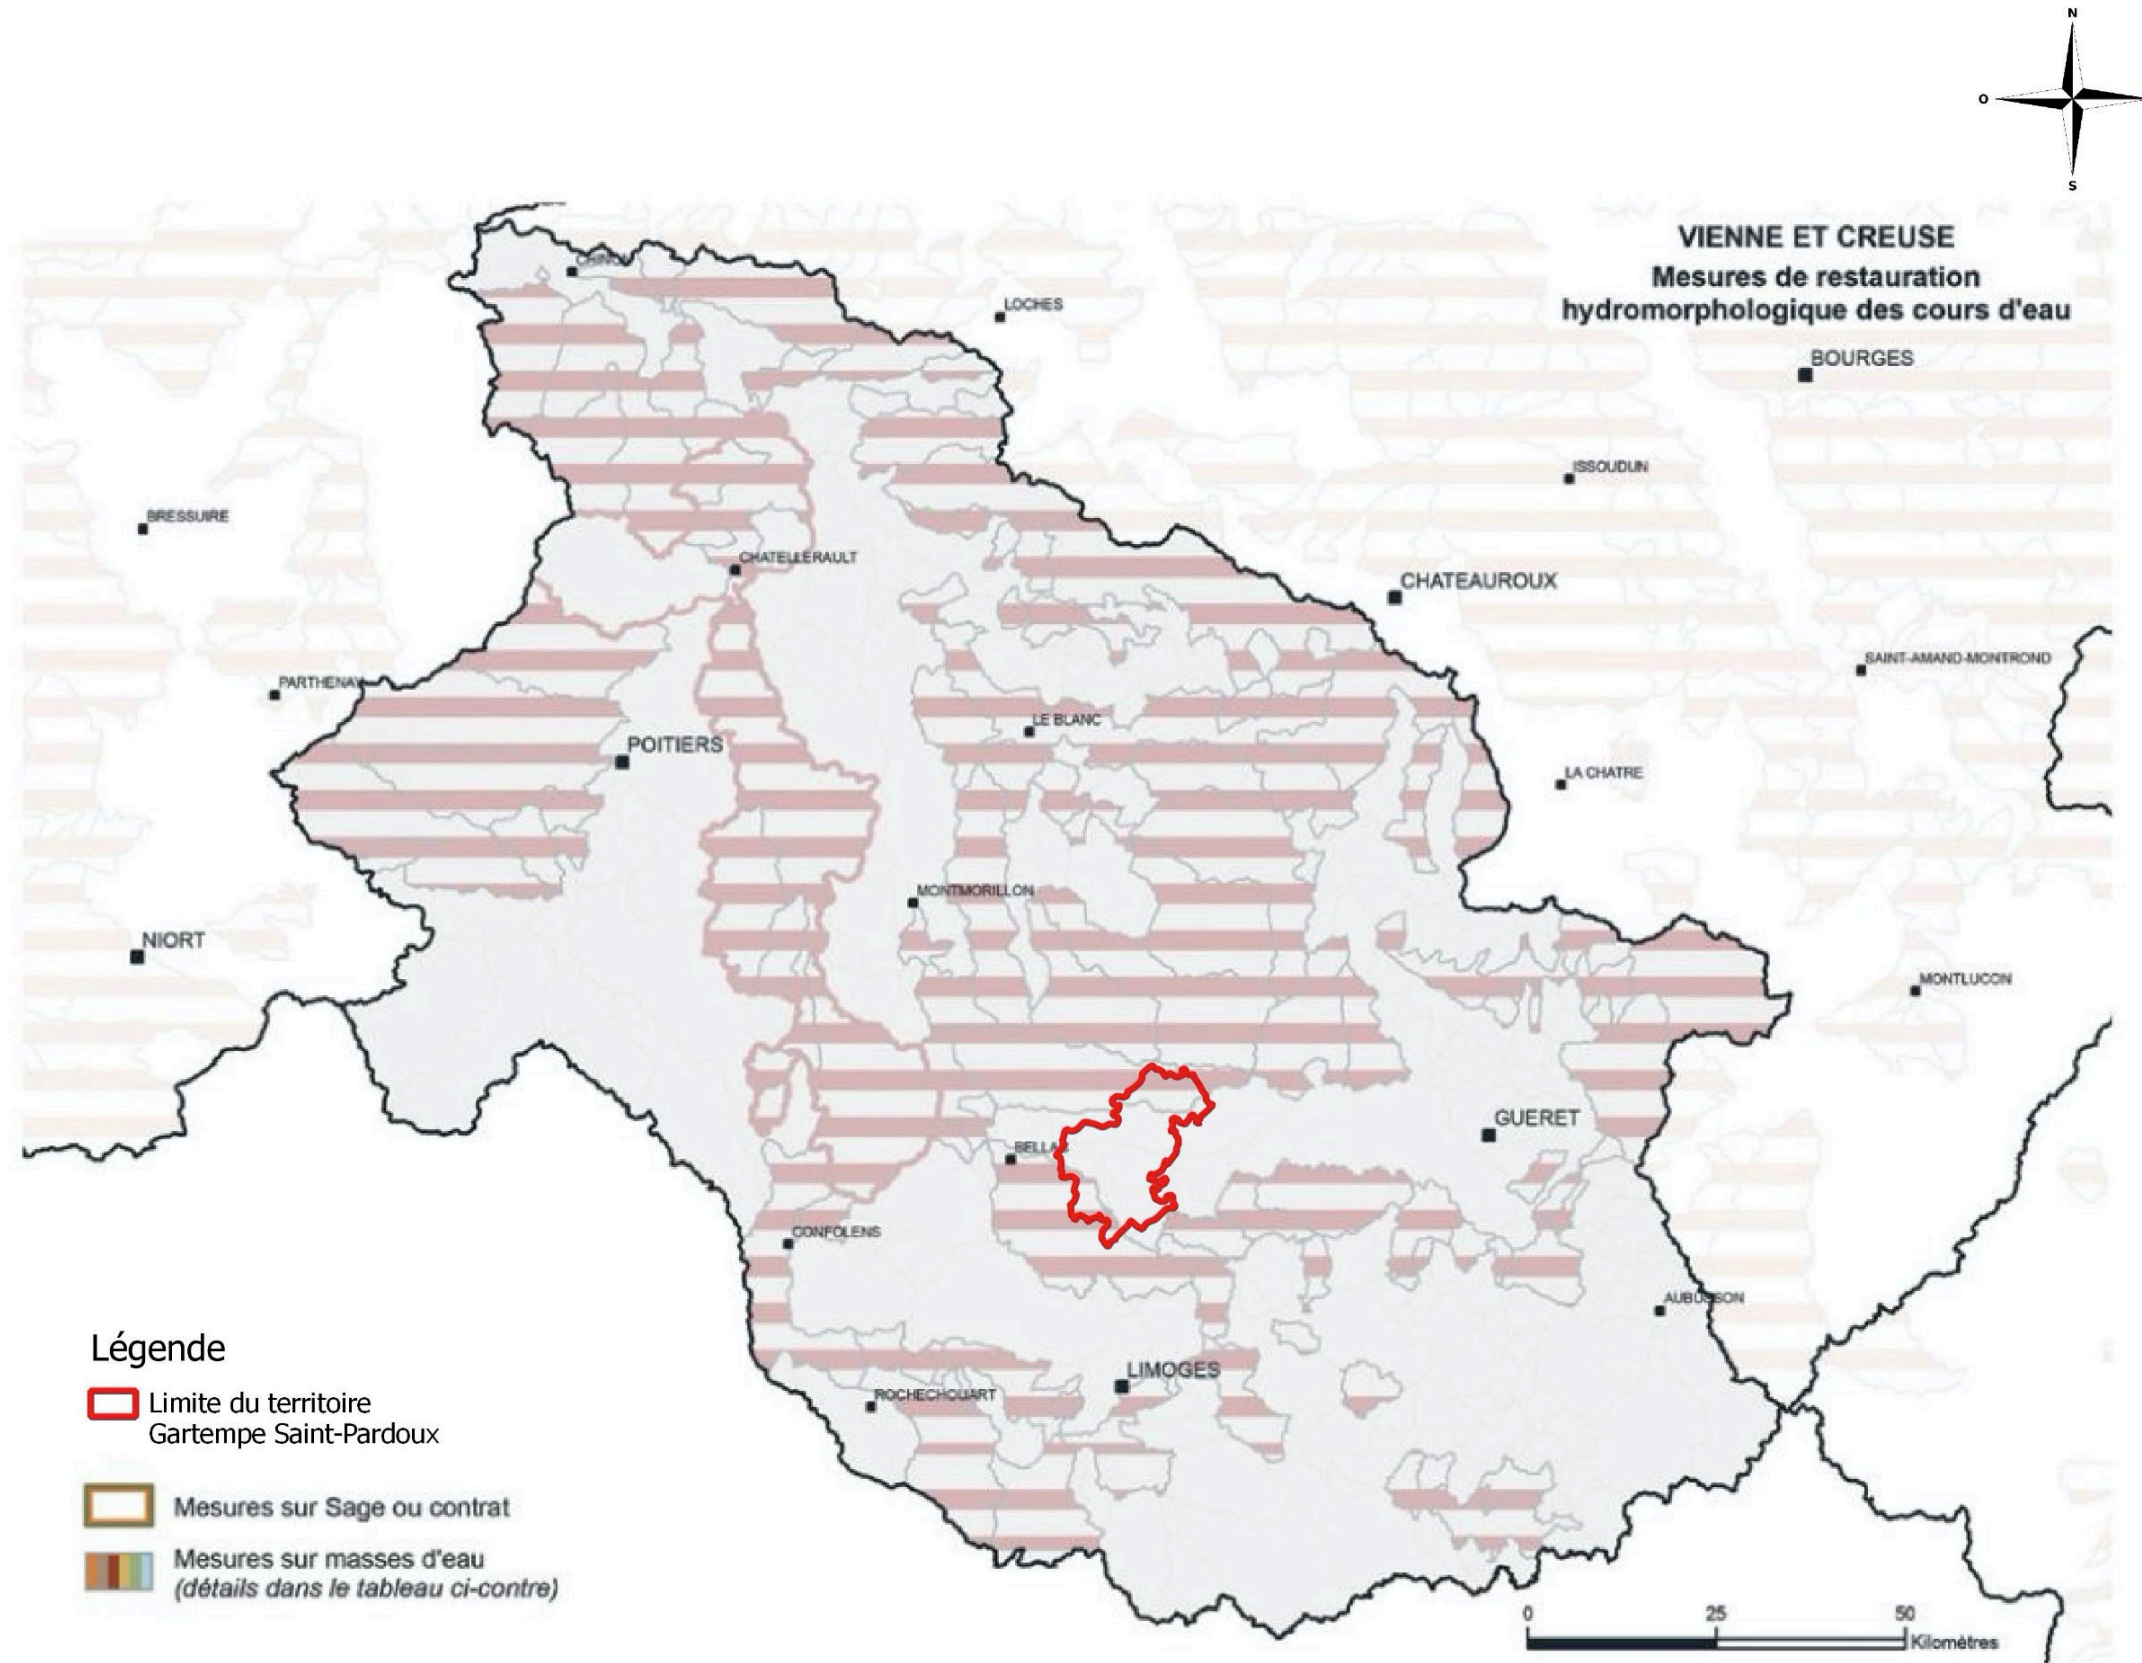 N
O
S
VIENNE ET CREUSE
Mesures de restauration
hydromorphologique des cours d'eau
CHINON
LOCHES
BOURGES
ISSOUDUN
BRESSUIRE
CHATELLERAULT
CHATEAUROUX
SAINT-AMAND-MONTROND
PARTHENAY
LE BLANC
POITIERS
LA CHATRE
MONTMORILLON
NIORT
MONTLUCON
GUERET
BELLAC
CONFOLENS
AUBUSSON
LIMOGES
ROCHECHOUART
Légende
Limite du territoire
Gartempe Saint-Pardoux
Mesures sur Sage ou contrat
Mesures sur masses d'eau
(détails dans le tableau ci-contre)
0 25 50
Kilomètres